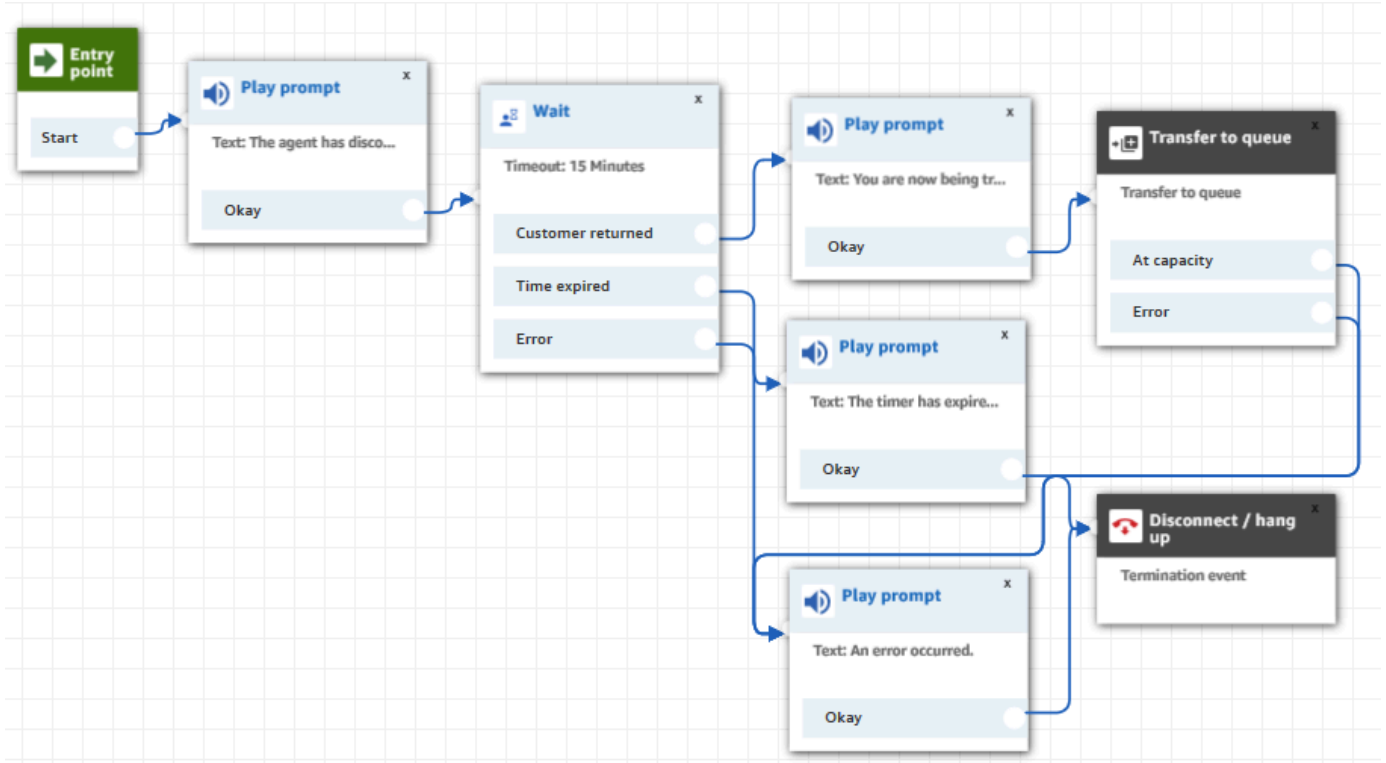 Entry
point
Start
Play prompt
x
Text: The agent has disco...
Okay
Wait
x
Timeout: 15 Minutes
Customer returned
Time expired
Error
Play prompt
x
Text: You are now being tr...
Okay
Transfer to queue
x
Transfer to queue
At capacity
Error
Play prompt
x
Text: The timer has expire...
Okay
Disconnect / hang
up
x
Termination event
Play prompt
x
Text: An error occurred.
Okay